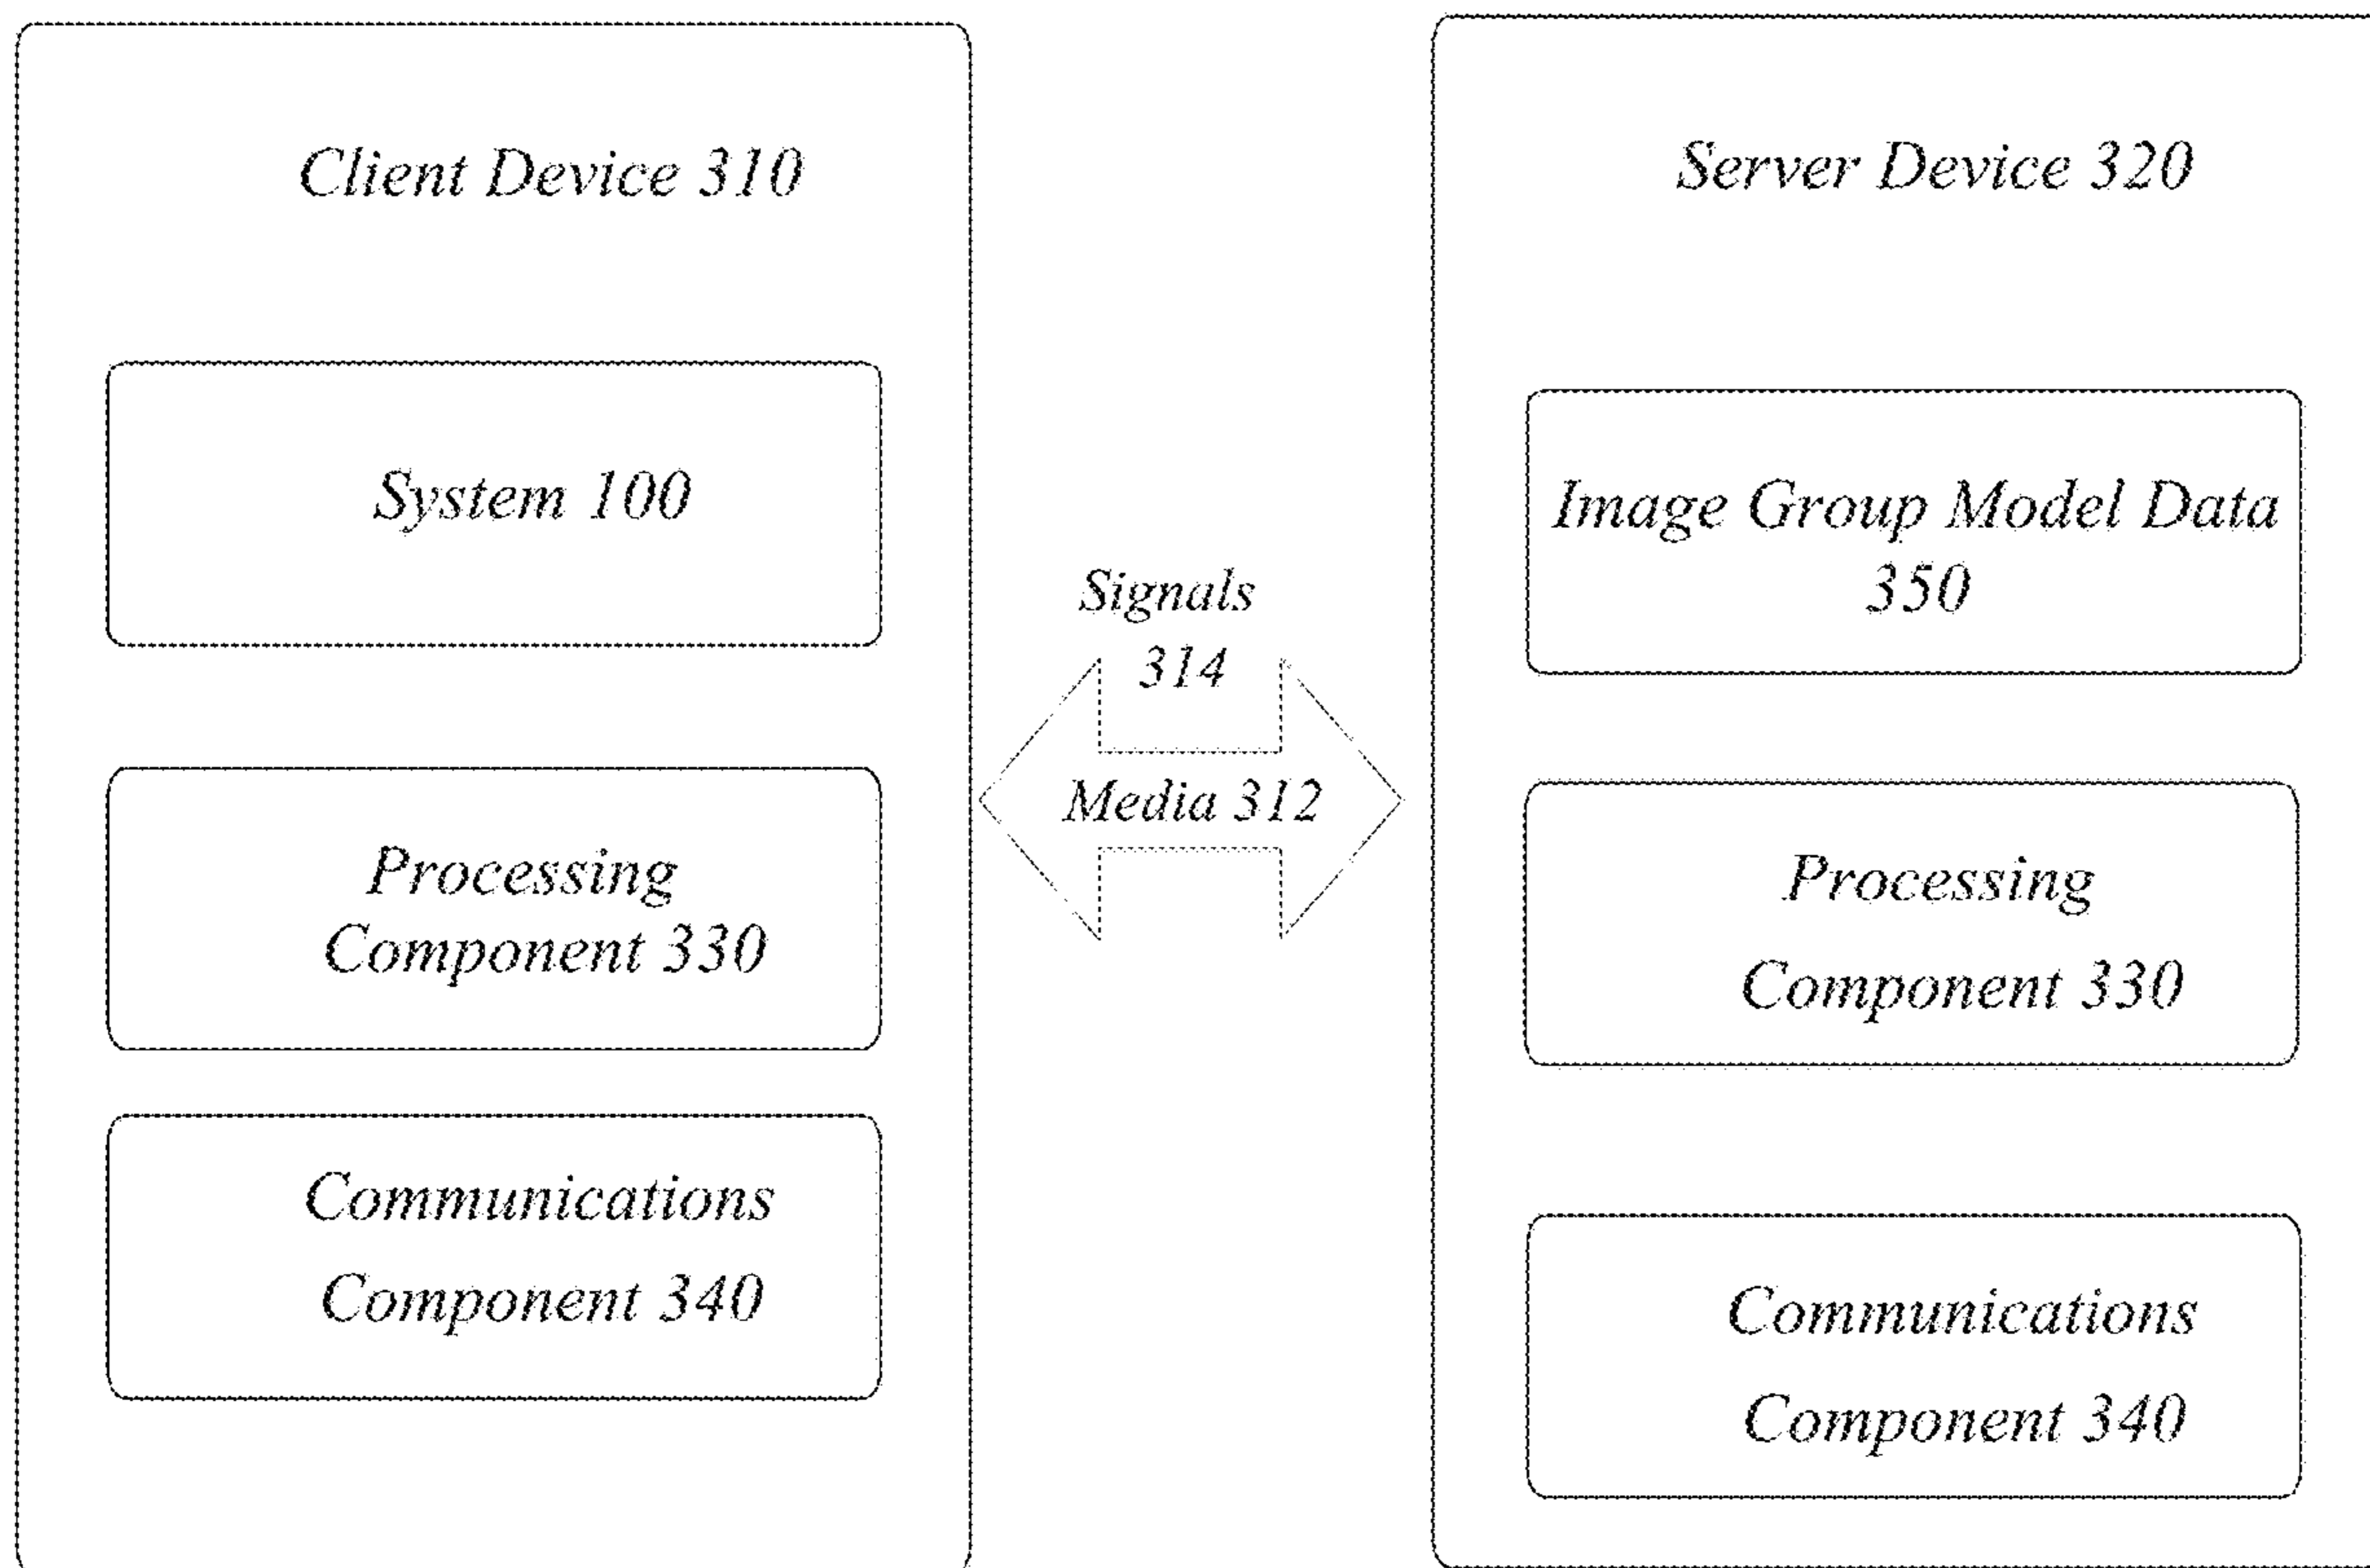 Client Device 310
System 100
Processing
Component 330
Communications
Component 340
Signals
314
Media 312
Server Device 320
Image Group Model Data
350
Processing
Component 330
Communications
Component 340